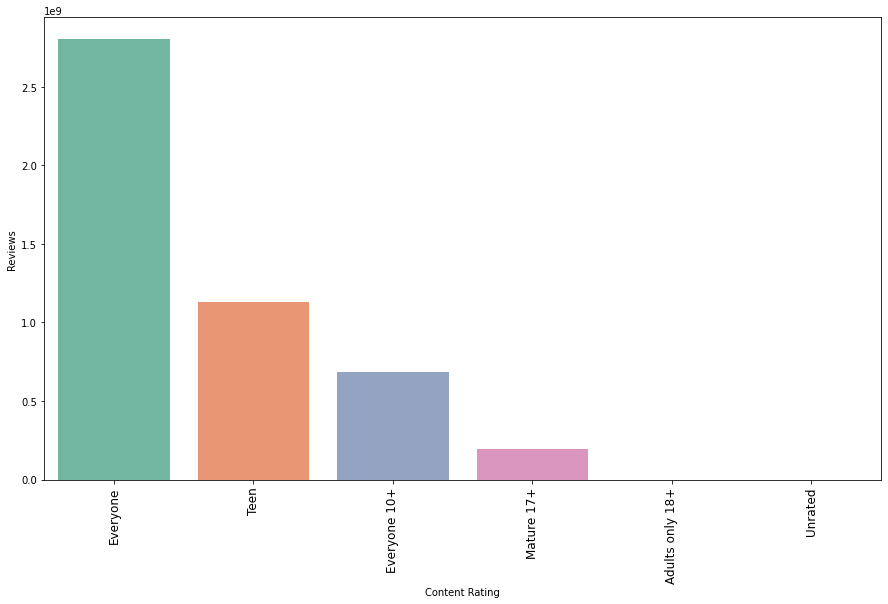 1e9
2.5
2.0
1.5
1.0
0.5
0.0
Reviews
Everyone
Teen
Everyone 10+
Mature 17+
Adults only 18+
Unrated
Content Rating